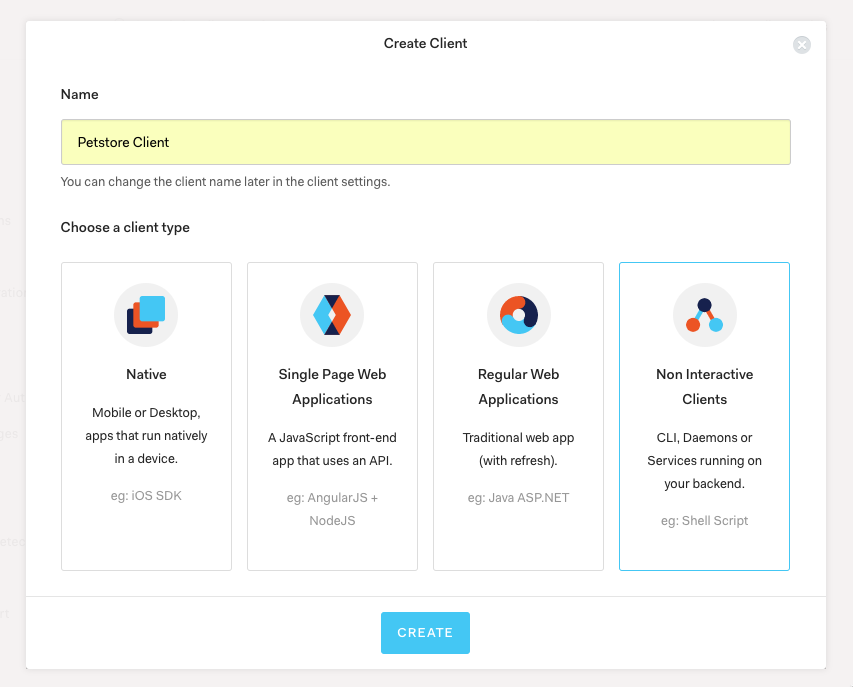 Create Client
Name
Petstore Client
You can change the client name later in the client settings.
Choose a client type
Native
Mobile or Desktop,
apps that run natively
in a device.
eg: iOS SDK
Single Page Web
Applications
A JavaScript front-end
app that uses an API.
eg: AngularJS +
NodeJS
Regular Web
Applications
Traditional web app
(with refresh).
eg: Java ASP.NET
Non Interactive
Clients
CLI, Daemons or
Services running on
your backend.
eg: Shell Script
CREATE